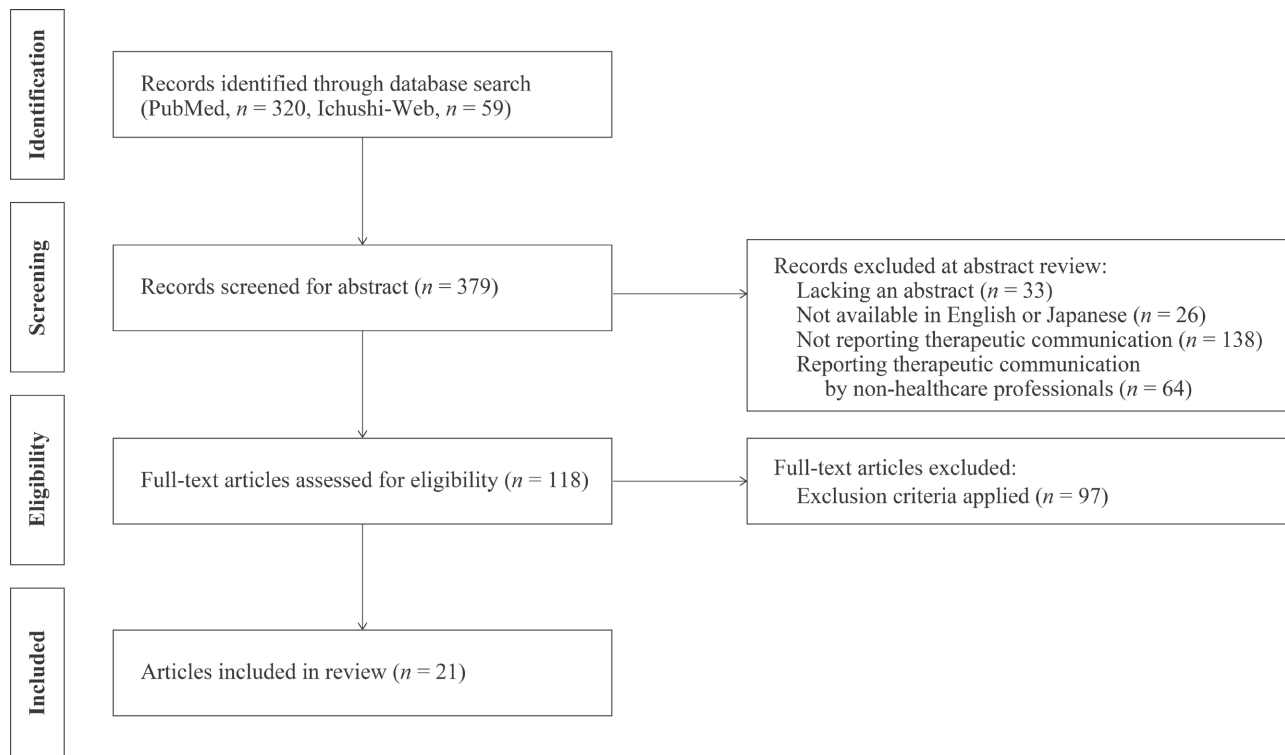 Identification
Records identified through database search
(PubMed, n = 320, Ichushi-Web, n = 59)
Screening
Records screened for abstract (n = 379)
Records excluded at abstract review:
Lacking an abstract (n = 33)
Not available in English or Japanese (n = 26)
Not reporting therapeutic communication (n = 138)
Reporting therapeutic communication
by non-healthcare professionals (n = 64)
Eligibility
Full-text articles assessed for eligibility (n = 118)
Full-text articles excluded:
Exclusion criteria applied (n = 97)
Included
Articles included in review (n = 21)